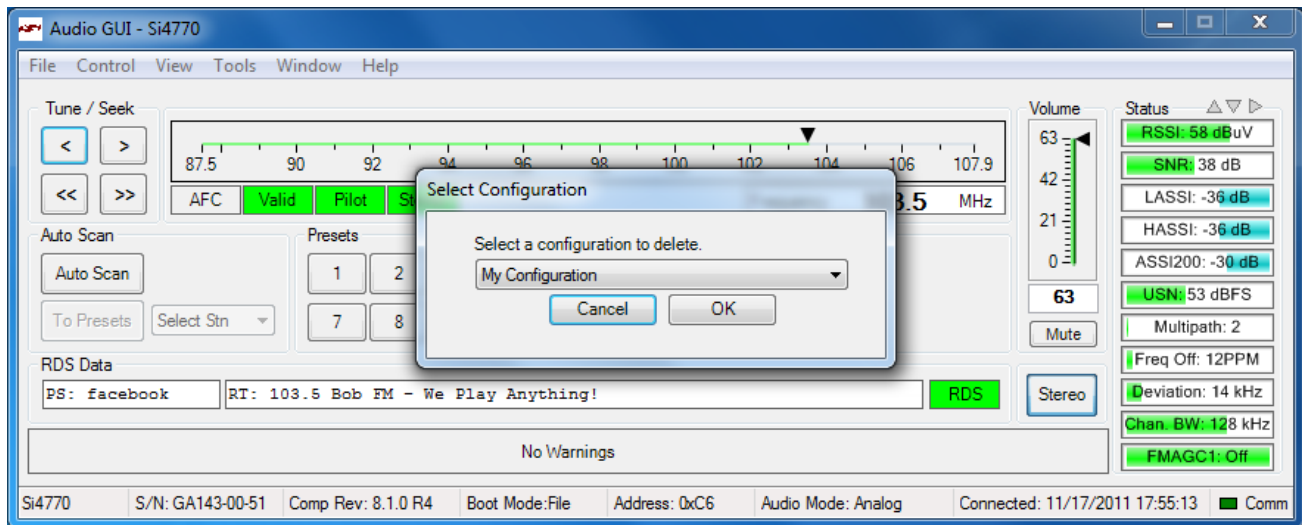 Audio GUI - Si4770
File Control View Tools Window Help
Tune / Seek
< >
<< >>
87.5 90 92 94 96 98 100 102 104 106 107.9
AFC Valid Pilot
MHz
Select Configuration
Select a configuration to delete.
My Configuration
Cancel OK
Auto Scan
Auto Scan
To Presets Select Stn
Presets
1 2
7 8
RDS Data
PS: facebook RT: 103.5 Bob FM - We Play Anything! RDS
Volume
63
42
21
0
63
Mute
Stereo
Status
RSSI: 58 dBuV
SNR: 38 dB
LASSI: -36 dB
HASSI: -36 dB
ASSI200: -30 dB
USN: 53 dBFS
Multipath: 2
Freq Off: 12PPM
Deviation: 14 kHz
Chan. BW: 128 kHz
FMAGC1: Off
No Warnings
Si4770 S/N: GA143-00-51 Comp Rev: 8.1.0 R4 Boot Mode:File Address: 0xC6 Audio Mode: Analog Connected: 11/17/2011 17:55:13 Comm